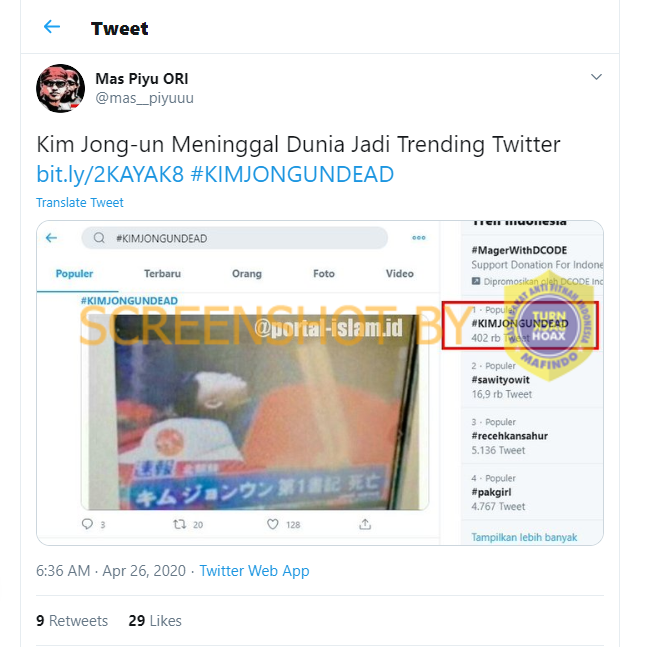 Tweet
Mas Piyu ORI
@mas__piyuuu
Kim Jong-un Meninggal Dunia Jadi Trending Twitter
bit.ly/2KAYAK8 #KIMJONGUNDEAD
Translate Tweet
#KIMJONGUNDEAD
Populer
Terbaru
Orang
Foto
Video
#KIMJONGUNDEAD
SCREENSHOT BY
@portal-islam.id
速報 北朝鮮
キム ジョンウン 第1書記 死亡
3
20
128
Tren Indonesia
#MagerWithDCODE
Support Donation For Indone
Dipromosikan oleh DCODE Ind
1 · Populer
#KIMJONGUNDEAD
402 rb Tweet
MASYARAKAT ANTI FITNAH INDONESIA
TURN
HOAX
MAFINDO
2 · Populer
#sawityowit
16,9 rb Tweet
3 · Populer
#recehkansahur
5.136 Tweet
4 · Populer
#pakgirl
4.767 Tweet
Tampilkan lebih banyak
6:36 AM · Apr 26, 2020 · Twitter Web App
9 Retweets
29 Likes